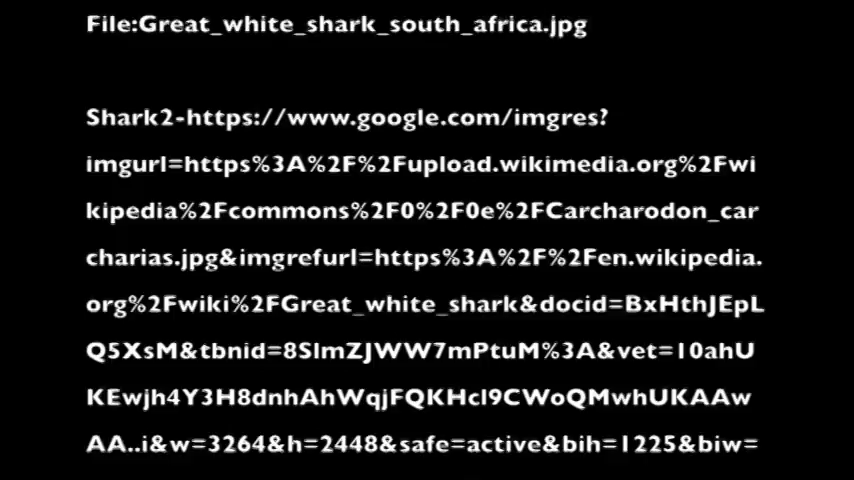 File:Great_white_shark_south_africa.jpg
Shark2-https://www.google.com/imgres?
imgurl=https%3A%2F%2Fupload.wikimedia.org%2Fwi
kipedia%2Fcommons%2F0%2F0e%2FCarcharodon_car
charias.jpg&imgrefurl=https%3A%2F%2Fen.wikipedia.
org%2Fwiki%2FGreat_white_shark&docid=BxHthJEpL
Q5XsM&tbnid=8SlmZJWW7mPtuM%3A&vet=10ahU
KEwjh4Y3H8dnhAhWqjFQKHcl9CWoQMwhUKAAw
AA..i&w=3264&h=2448&safe=active&bih=1225&biw=